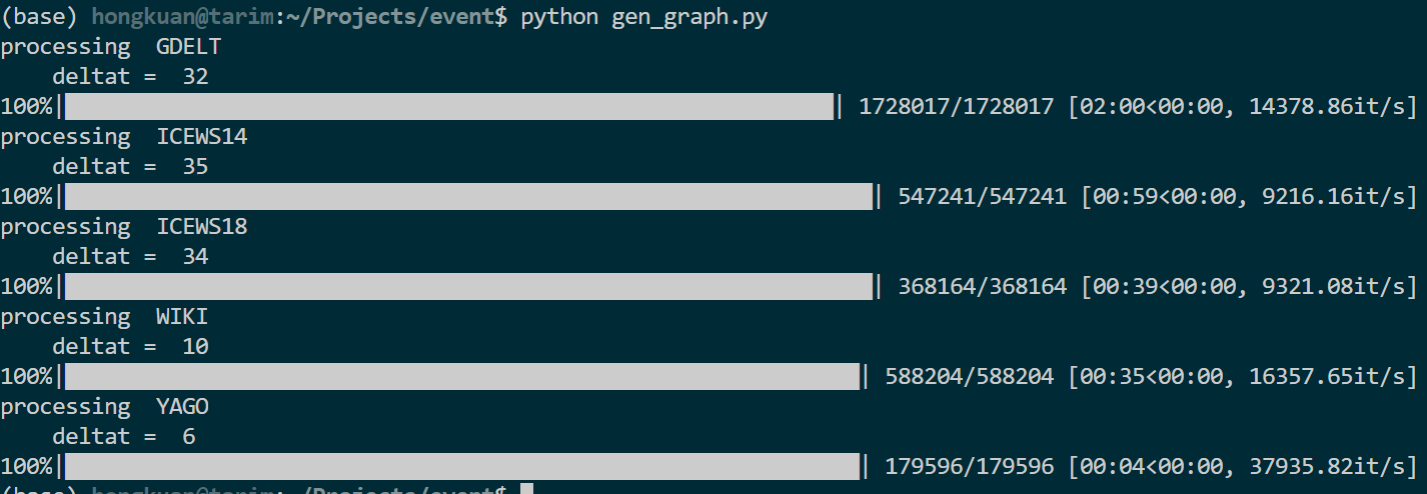 (base) hongkuan@tarim:~/Projects/event$ python gen_graph.py
processing  GDELT
    deltat =  32
100%|██████████| 1728017/1728017 [02:00<00:00, 14378.86it/s]
processing  ICEWS14
    deltat =  35
100%|██████████| 547241/547241 [00:59<00:00, 9216.16it/s]
processing  ICEWS18
    deltat =  34
100%|██████████| 368164/368164 [00:39<00:00, 9321.08it/s]
processing  WIKI
    deltat =  10
100%|██████████| 588204/588204 [00:35<00:00, 16357.65it/s]
processing  YAGO
    deltat =  6
100%|██████████| 179596/179596 [00:04<00:00, 37935.82it/s]
(base) hongkuan@tarim:~/Projects/event$